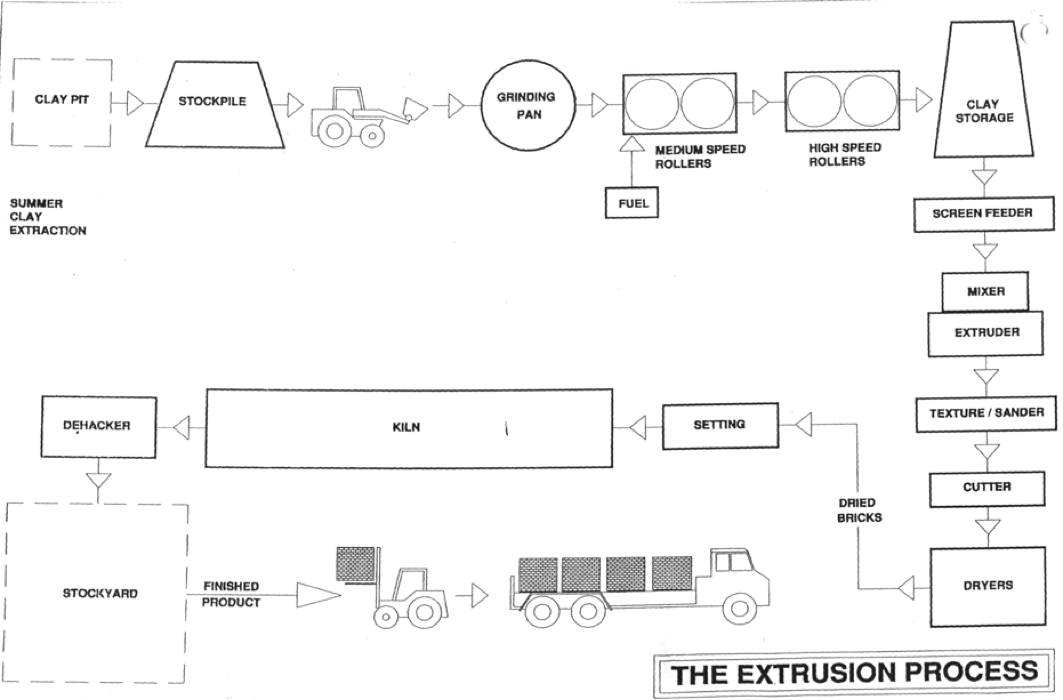 CLAY PIT
STOCKPILE
GRINDING
PAN
MEDIUM SPEED
ROLLERS
HIGH SPEED
ROLLERS
CLAY
STORAGE
FUEL
SUMMER
CLAY
EXTRACTION
SCREEN FEEDER
MIXER
EXTRUDER
TEXTURE / SANDER
CUTTER
DRYERS
DRIED
BRICKS
SETTING
KILN
DEHACKER
STOCKYARD
FINISHED
PRODUCT
THE EXTRUSION PROCESS